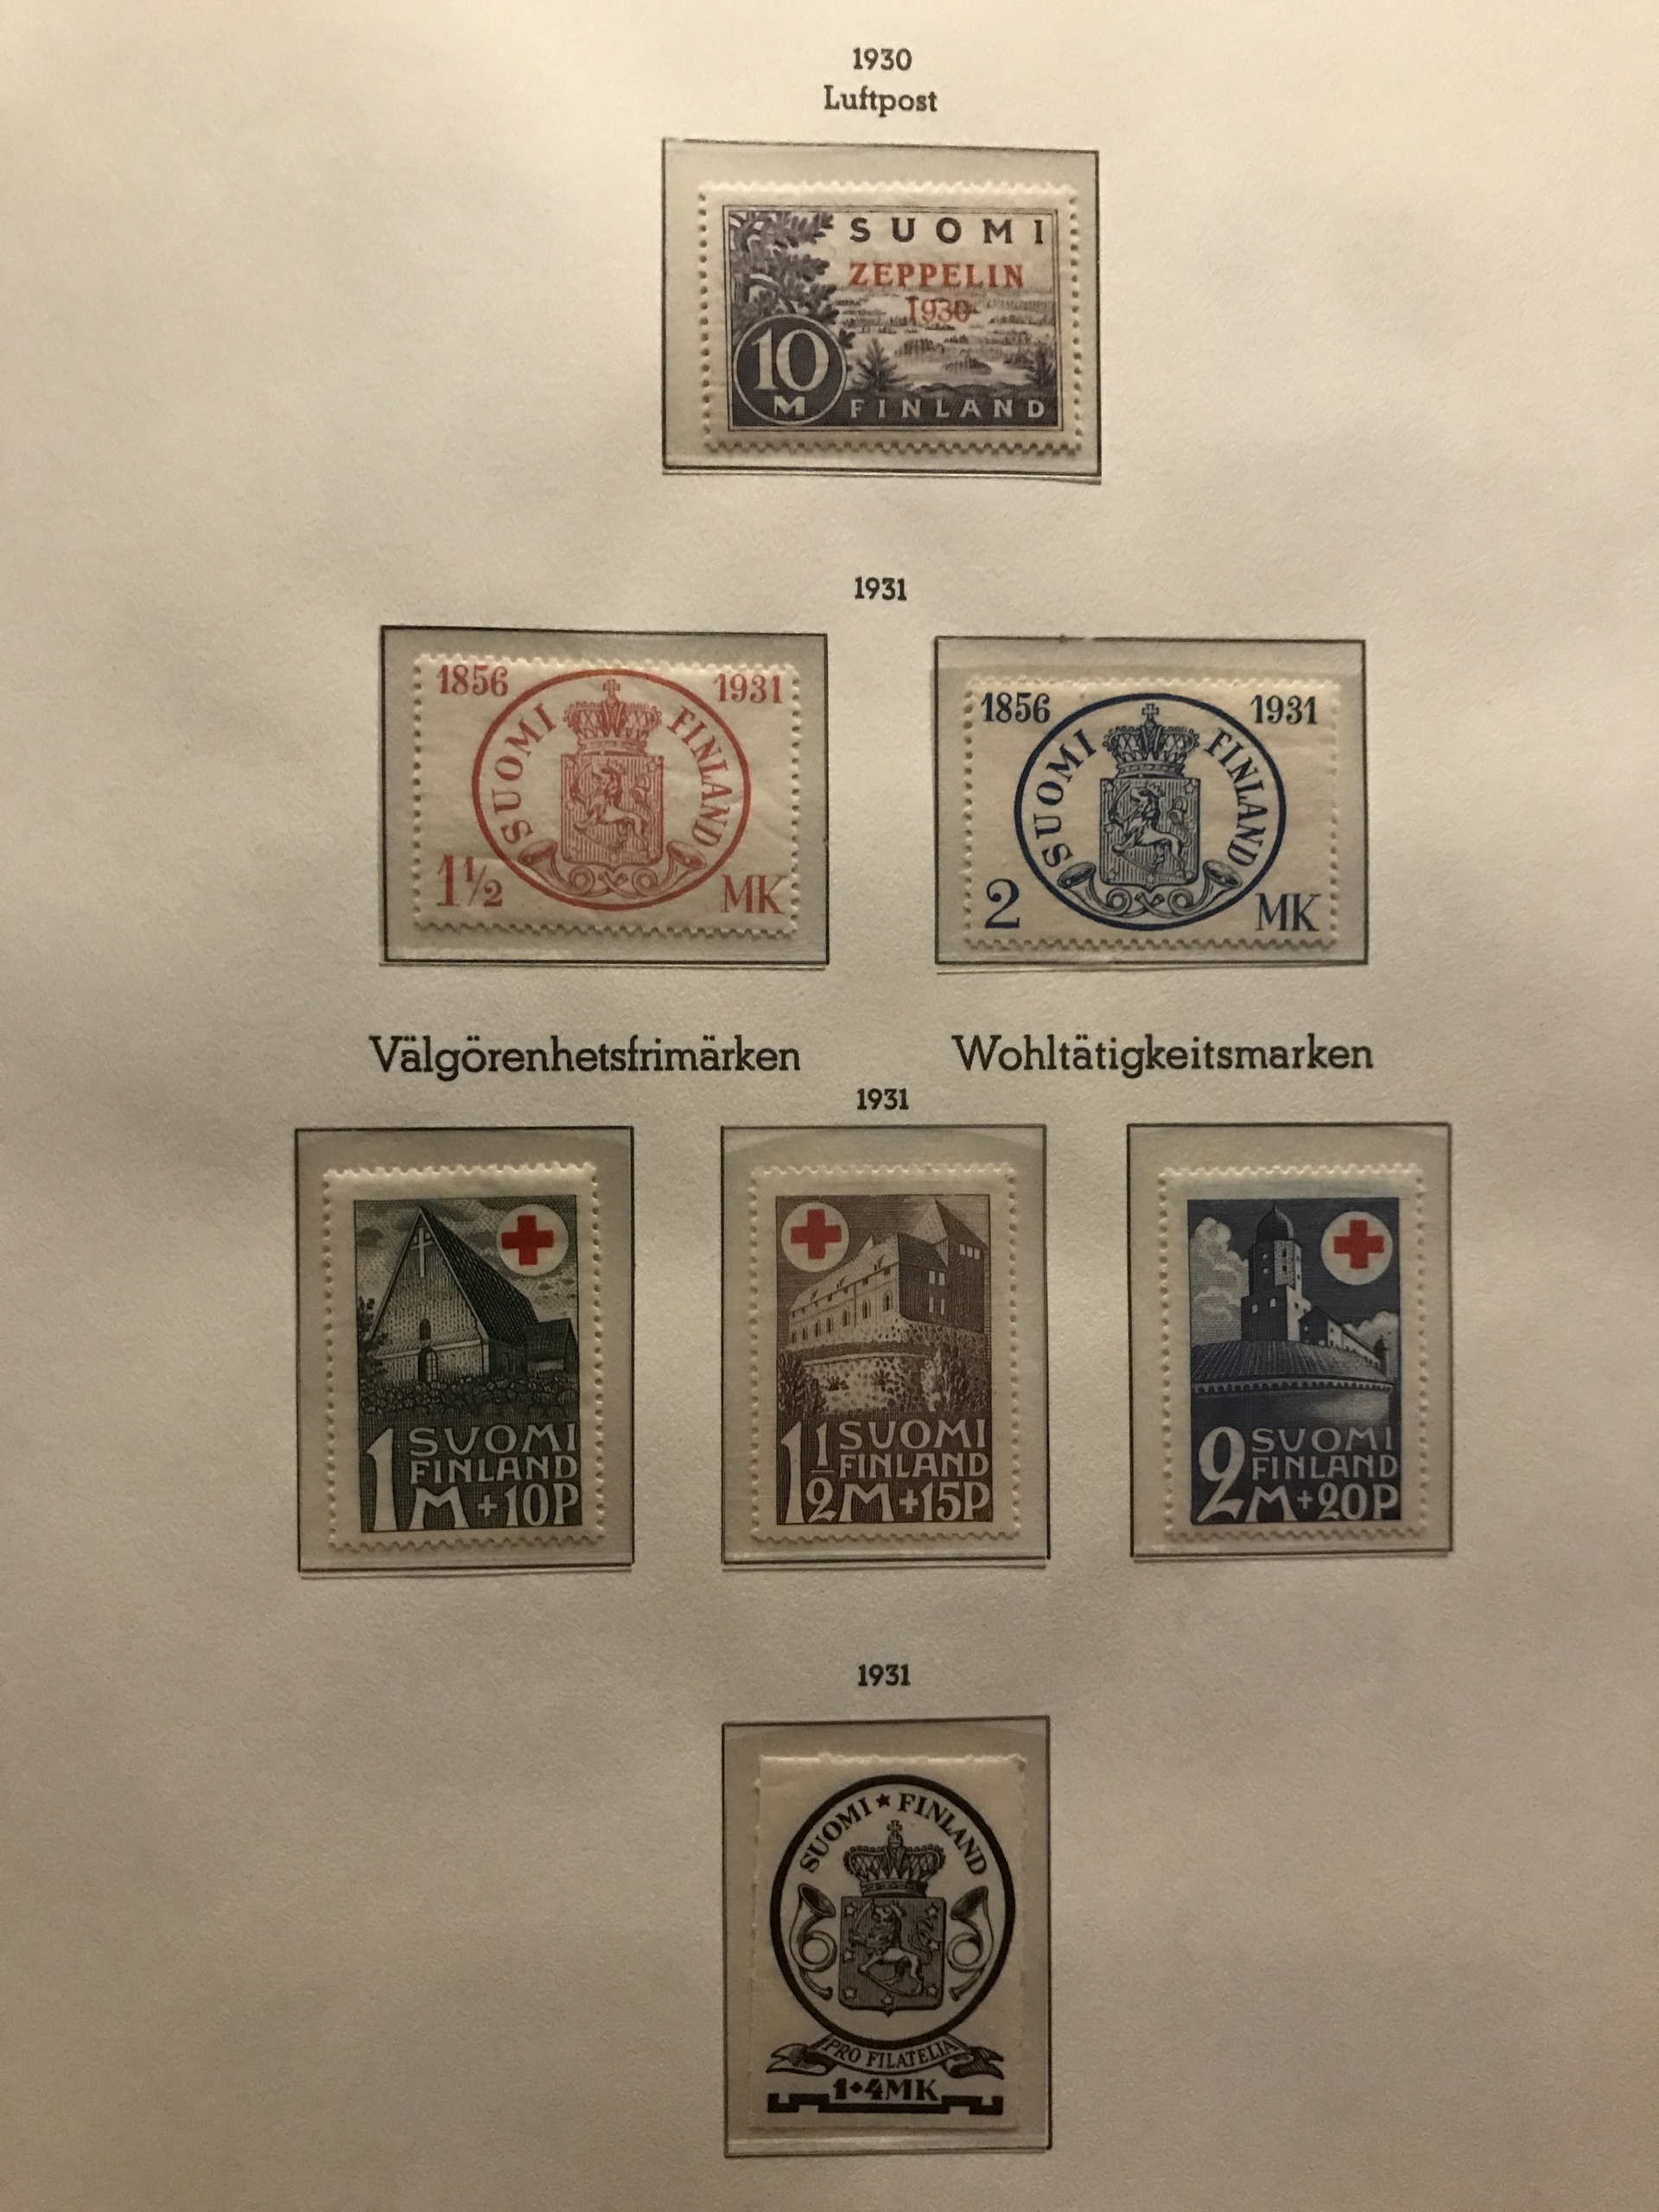 1930
Luftpost
SUOMI
ZEPPELIN
1930
10
M
FINLAND
1931
1856 1931
SUOMI FINLAND
1½ MK
1856 1931
SUOMI FINLAND
2 MK
Välgörenhetsfrimärken Wohltätigkeitsmarken
1931
1 SUOMI
FINLAND
M+10P
1½ SUOMI
FINLAND
M+15P
2 SUOMI
FINLAND
M+20P
1931
SUOMI ★ FINLAND
PRO FILATELIA
1+4MK